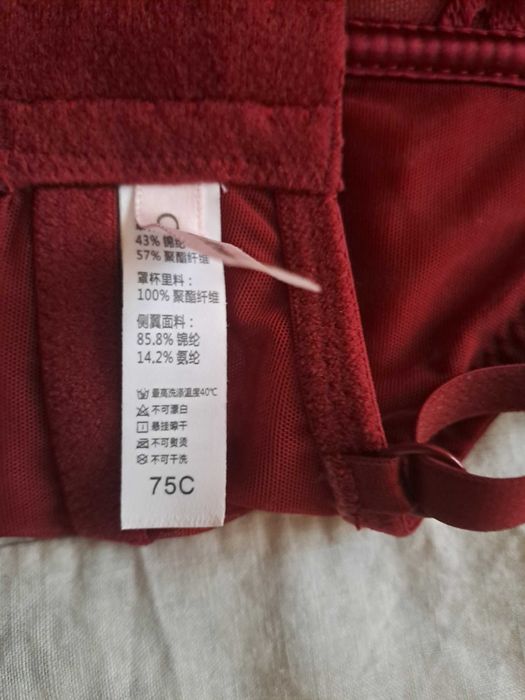 43% 锦纶
57% 聚酯纤维
罩杯里料：
100% 聚酯纤维
侧翼面料：
85.8% 锦纶
14.2% 氨纶
最高洗涤温度40℃
不可漂白
悬挂晾干
不可熨烫
不可干洗
75C